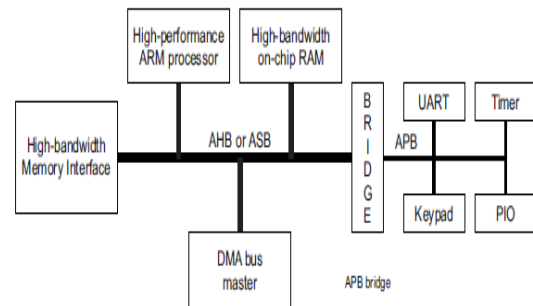 High-performance
ARM processor
High-bandwidth
on-chip RAM
High-bandwidth
Memory Interface
AHB or ASB
B
R
I
D
G
E
APB
UART
Timer
Keypad
PIO
DMA bus
master
APB bridge